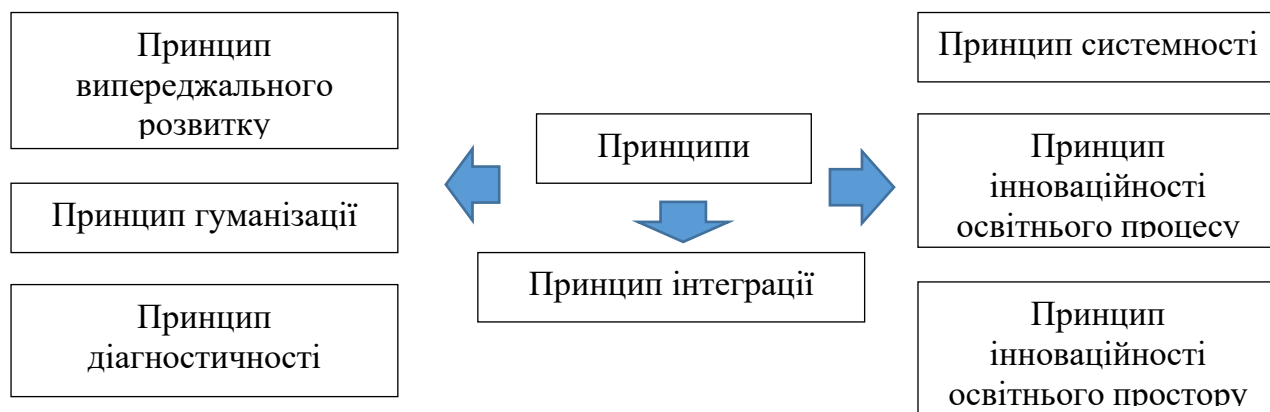 Принцип
випереджального
розвитку
Принцип гуманізації
Принцип
діагностичності
Принципи
Принцип інтеграції
Принцип системності
Принцип
інноваційності
освітнього процесу
Принцип
інноваційності
освітнього простору